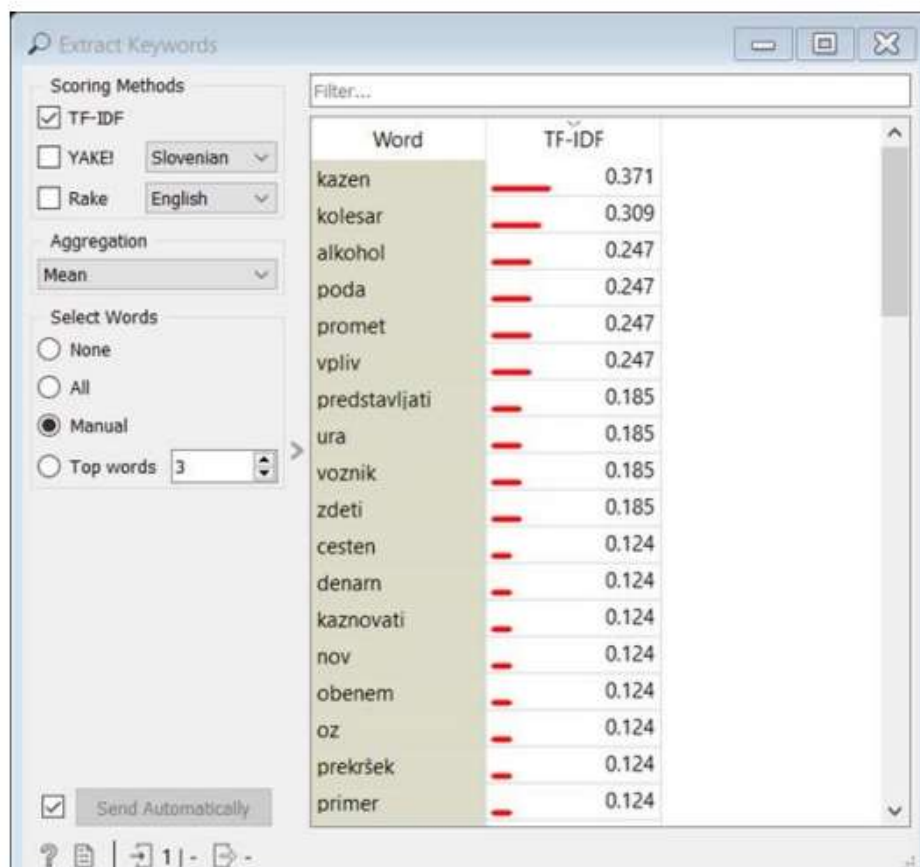 Extract Keywords
Scoring Methods
TF-IDF
YAKE! Slovenian
Rake English
Aggregation
Mean
Select Words
None
All
Manual
Top words 3
Send Automatically
1 | - -
Filter...
Word TF-IDF
kazen 0.371
kolesar 0.309
alkohol 0.247
poda 0.247
promet 0.247
vpliv 0.247
predstavljati 0.185
ura 0.185
voznik 0.185
zdeti 0.185
cesten 0.124
denarn 0.124
kaznovati 0.124
nov 0.124
obenem 0.124
oz 0.124
prekršek 0.124
primer 0.124